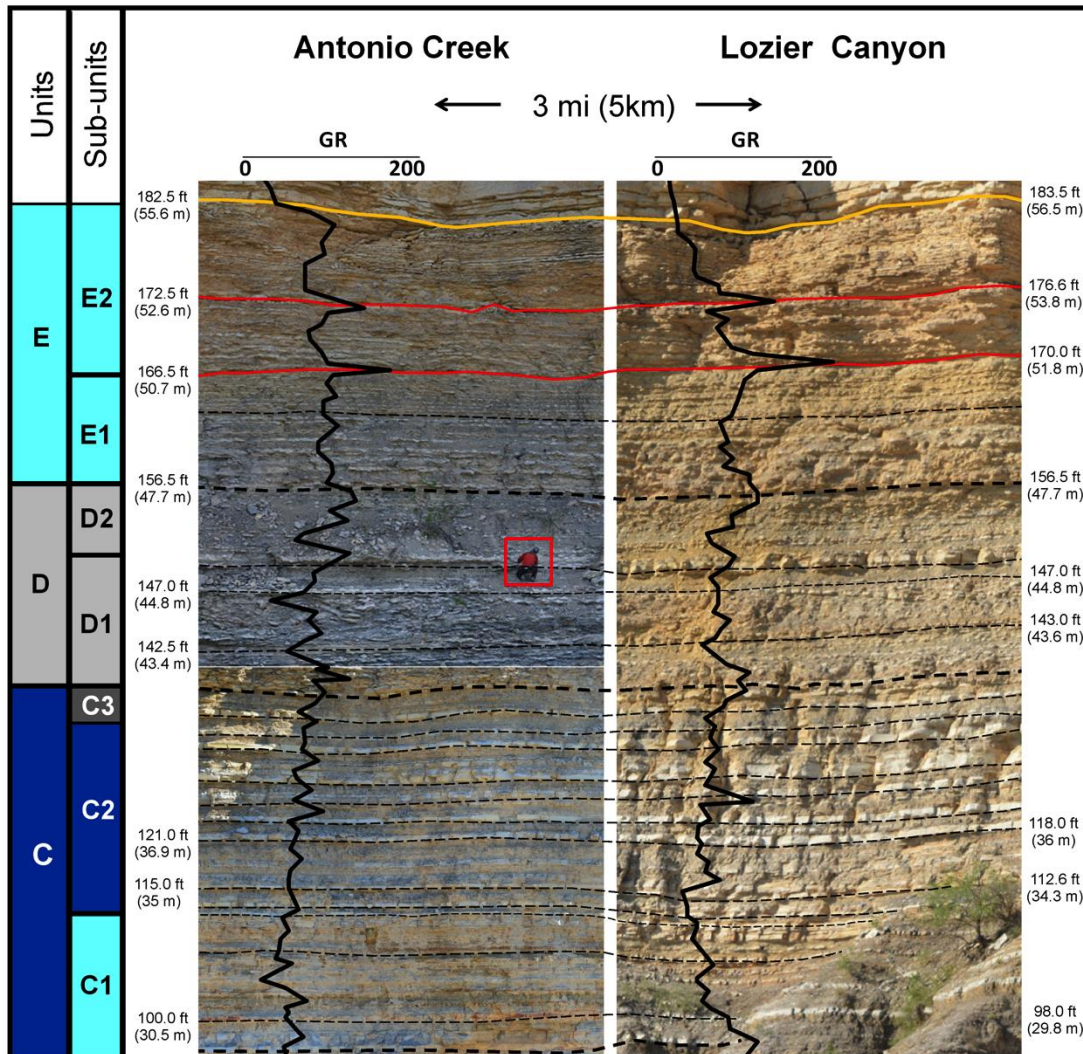 Units
Sub-units
Antonio Creek
Lozier Canyon
3 mi (5km)
GR
0 200
GR
0 200
182.5 ft
(55.6 m)
172.5 ft
(52.6 m)
166.5 ft
(50.7 m)
156.5 ft
(47.7 m)
147.0 ft
(44.8 m)
142.5 ft
(43.4 m)
121.0 ft
(36.9 m)
115.0 ft
(35 m)
100.0 ft
(30.5 m)
183.5 ft
(56.5 m)
176.6 ft
(53.8 m)
170.0 ft
(51.8 m)
156.5 ft
(47.7 m)
147.0 ft
(44.8 m)
143.0 ft
(43.6 m)
118.0 ft
(36 m)
112.6 ft
(34.3 m)
98.0 ft
(29.8 m)
E
D
C
E2
E1
D2
D1
C3
C2
C1